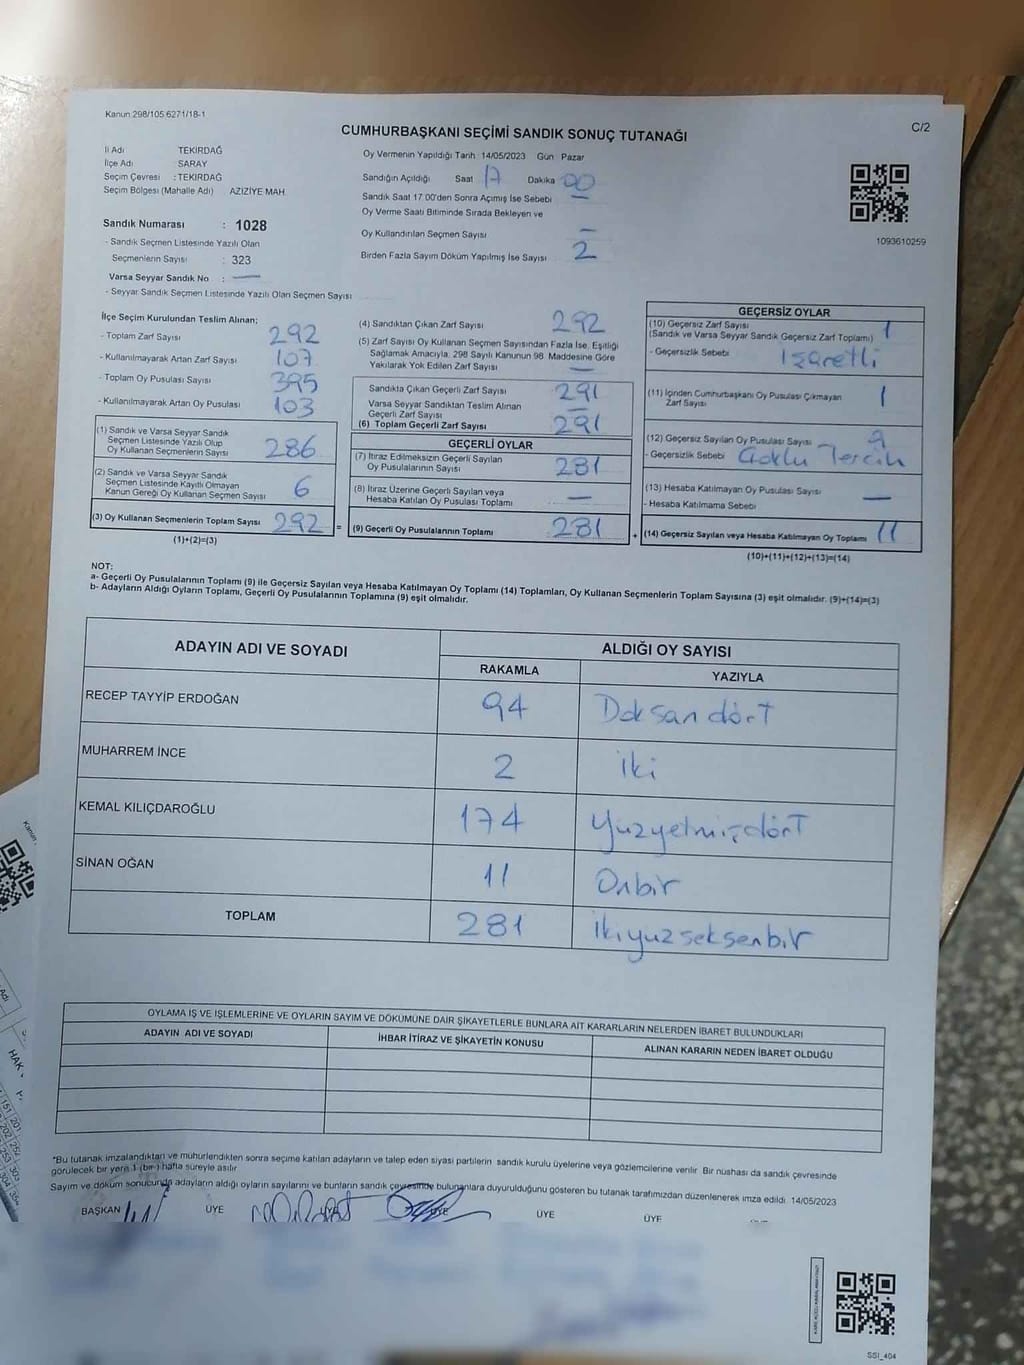 Kanun 298/105 6271/18-1
C/2
CUMHURBAŞKANI SEÇİMİ SANDIK SONUÇ TUTANAĞI
İl Adı TEKİRDAĞ
İlçe Adı : SARAY
Seçim Çevresi : TEKİRDAĞ
Seçim Bölgesi (Mahalle Adı) AZİZİYE MAH.
Sandık Numarası : 1028
- Sandık Seçmen Listesinde Yazılı Olan
Seçmenlerin Sayısı : 323
Varsa Seyyar Sandık No : —
- Seyyar Sandık Seçmen Listesinde Yazılı Olan Seçmen Sayısı
Oy Vermenin Yapıldığı Tarih 14/05/2023 Gün Pazar
Sandığın Açıldığı Saat 17 Dakika 00
Sandık Saat 17.00'den Sonra Açımış İse Sebebi —
Oy Verme Saati Bitiminde Sırada Bekleyen ve
Oy Kullandırılan Seçmen Sayısı —
Birden Fazla Sayım Döküm Yapılmış İse Sayısı 2
1093610259
İlçe Seçim Kurulundan Teslim Alınan;
- Toplam Zarf Sayısı 292
- Kullanılmayarak Artan Zarf Sayısı 107
- Toplam Oy Pusulası Sayısı 395
- Kullanılmayarak Artan Oy Pusulası 103
(1) Sandık ve Varsa Seyyar Sandık
Seçmen Listesinde Yazılı Olup
Oy Kullanan Seçmenlerin Sayısı 286
(2) Sandık ve Varsa Seyyar Sandık
Seçmen Listesinde Kayıtlı Olmayan
Kanun Gereği Oy Kullanan Seçmen Sayısı 6
(3) Oy Kullanan Seçmenlerin Toplam Sayısı 292 =
(1)+(2)=(3)
(4) Sandıktan Çıkan Zarf Sayısı 292
(5) Zarf Sayısı Oy Kullanan Seçmen Sayısından Fazla İse, Eşitliği
Sağlamak Amacıyla, 298 Sayılı Kanunun 98. Maddesine Göre
Yakılarak Yok Edilen Zarf Sayısı —
Sandıkta Çıkan Geçerli Zarf Sayısı 291
Varsa Seyyar Sandıktan Teslim Alınan
Geçerli Zarf Sayısı —
(6) Toplam Geçerli Zarf Sayısı 291
GEÇERLİ OYLAR
(7) İtiraz Edilmeksizin Geçerli Sayılan
Oy Pusulalarının Sayısı 281
(8) İtiraz Üzerine Geçerli Sayılan veya
Hesaba Katılan Oy Pusulası Toplamı —
(9) Geçerli Oy Pusulalarının Toplamı 281 +
GEÇERSİZ OYLAR
(10) Geçersiz Zarf Sayısı 1
(Sandık ve Varsa Seyyar Sandık Geçersiz Zarf Toplamı)
- Geçersizlik Sebebi İşaretli
(11) İçinden Cumhurbaşkanı Oy Pusulası Çıkmayan
Zarf Sayısı 1
(12) Geçersiz Sayılan Oy Pusulası Sayısı 9
- Geçersizlik Sebebi Çoklu Tercih
(13) Hesaba Katılmayan Oy Pusulası Sayısı —
- Hesaba Katılmama Sebebi
(14) Geçersiz Sayılan veya Hesaba Katılmayan Oy Toplamı 11
(10)+(11)+(12)+(13)=(14)
NOT:
a- Geçerli Oy Pusulalarının Toplamı (9) ile Geçersiz Sayılan veya Hesaba Katılmayan Oy Toplamı (14) Toplamları, Oy Kullanan Seçmenlerin Toplam Sayısına (3) eşit olmalıdır. (9)+(14)=(3)
b- Adayların Aldığı Oyların Toplamı, Geçerli Oy Pusulalarının Toplamına (9) eşit olmalıdır.
ADAYIN ADI VE SOYADI
ALDIĞI OY SAYISI
RAKAMLA YAZIYLA
RECEP TAYYİP ERDOĞAN 94 Doksandört
MUHARREM İNCE 2 iki
KEMAL KILIÇDAROĞLU 174 Yüzyetmişdört
SİNAN OĞAN 11 Onbir
TOPLAM 281 ikiyüzseksenbir
OYLAMA İŞ VE İŞLEMLERİNE VE OYLARIN SAYIM VE DÖKÜMÜNE DAİR ŞİKAYETLERLE BUNLARA AİT KARARLARIN NELERDEN İBARET BULUNDUKLARI
ADAYIN ADI VE SOYADI İHBAR İTİRAZ VE ŞİKAYETİN KONUSU ALINAN KARARIN NEDEN İBARET OLDUĞU
*Bu tutanak imzalandıktan ve mühürlendikten sonra seçime katılan adayların ve talep eden siyasi partilerin sandık kurulu üyelerine veya gözlemcilerine verilir. Bir nüshası da sandık çevresinde
görülecek bir yere 1 (bir) hafta süreyle asılır
Sayım ve döküm sonucunda adayların aldığı oyların sayılarını ve bunların sandık çevresinde bulunanlara duyurulduğunu gösteren bu tutanak tarafımızdan düzenlenerek imza edildi. 14/05/2023
BAŞKAN ÜYE ÜYE ÜYE ÜYE
SSI_404